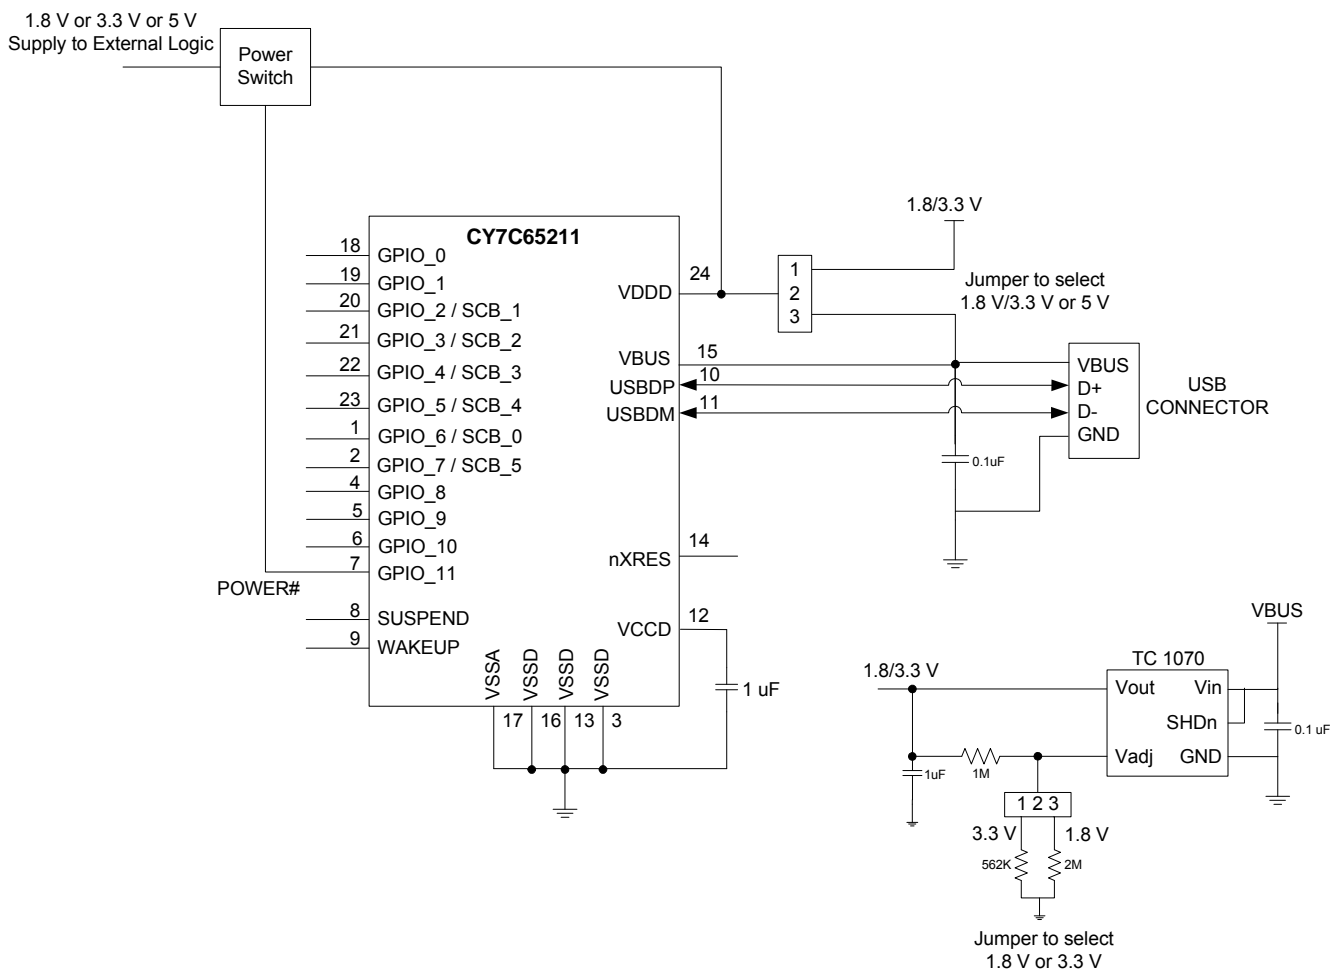 1.8 V or 3.3 V or 5 V
Supply to External Logic
Power
Switch
1.8/3.3 V
CY7C65211
18 GPIO_0
19 GPIO_1
20 GPIO_2 / SCB_1
21 GPIO_3 / SCB_2
22 GPIO_4 / SCB_3
23 GPIO_5 / SCB_4
1 GPIO_6 / SCB_0
2 GPIO_7 / SCB_5
4 GPIO_8
5 GPIO_9
6 GPIO_10
7 GPIO_11
POWER#
8 SUSPEND
9 WAKEUP
VDDD 24
VBUS 15
USBDP 10
USBDM 11
nXRES 14
VCCD 12
VSSA
VSSD
VSSD
VSSD
17 16 13 3
1 uF
1
2
3
Jumper to select
1.8 V/3.3 V or 5 V
VBUS
D+
D-
GND
USB
CONNECTOR
0.1uF
VBUS
TC 1070
1.8/3.3 V
Vout Vin
SHDn
Vadj GND
0.1 uF
1uF
1M
1 2 3
3.3 V 1.8 V
562K 2M
Jumper to select
1.8 V or 3.3 V